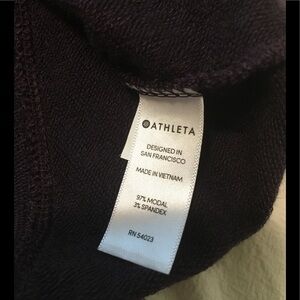 ATHLETA
DESIGNED IN
SAN FRANCISCO
MADE IN VIETNAM
97% MODAL
3% SPANDEX
RN 54023